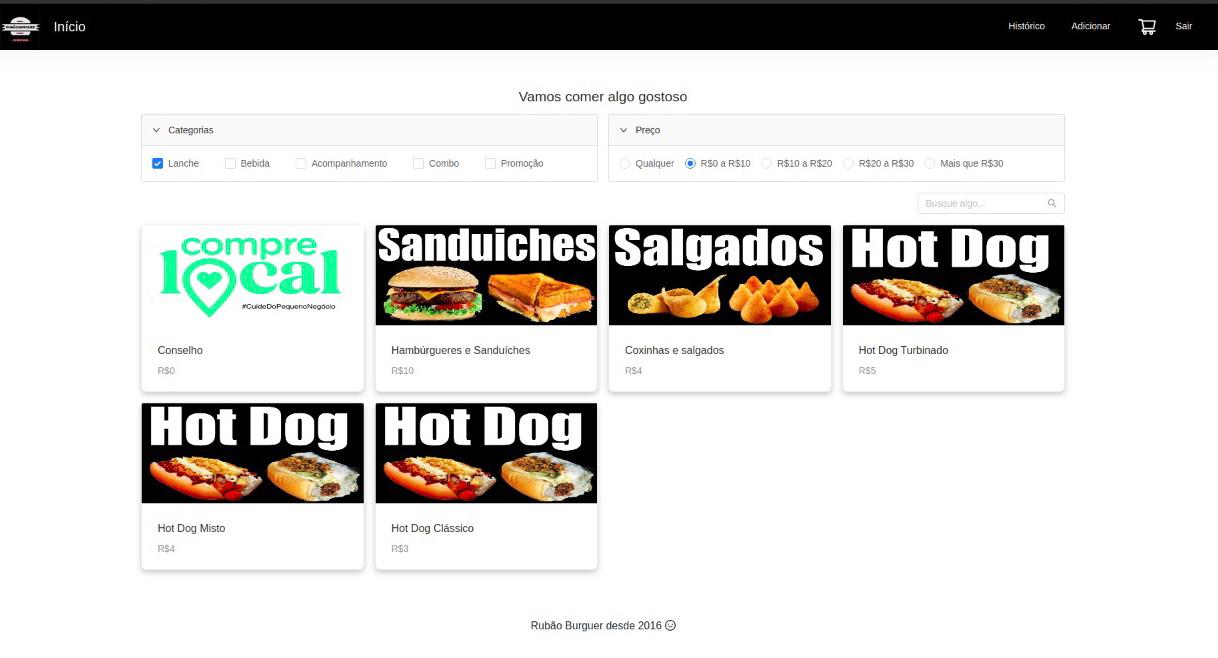 RUBÃO BURGUER
Início
Histórico
Adicionar
Sair
Vamos comer algo gostoso
Categorias
Lanche Bebida Acompanhamento Combo Promoção
Preço
Qualquer R$0 a R$10 R$10 a R$20 R$20 a R$30 Mais que R$30
Busque algo...
compre
local
#CuideDoPequenoNegócio
Conselho
R$0
Sanduiches
Hambúrgueres e Sanduíches
R$10
Salgados
Coxinhas e salgados
R$4
Hot Dog
Hot Dog Turbinado
R$5
Hot Dog
Hot Dog Misto
R$4
Hot Dog
Hot Dog Clássico
R$3
Rubão Burguer desde 2016